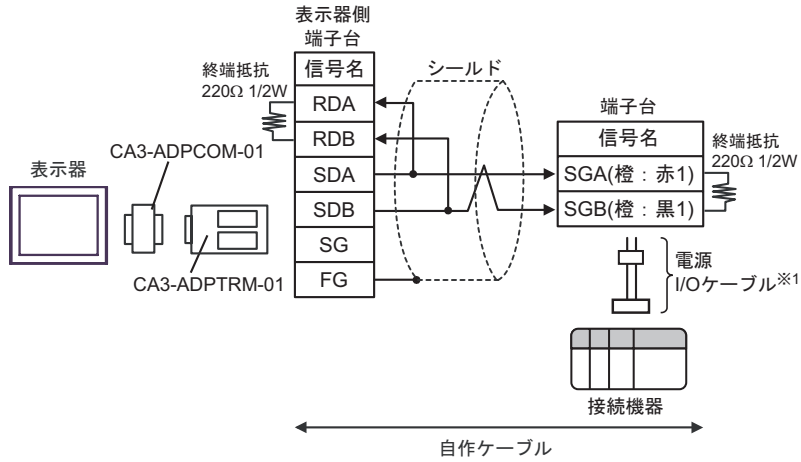 表示器側
端子台
終端抵抗
220Ω 1/2W
信号名
RDA
RDB
SDA
SDB
SG
FG
シールド
端子台
信号名
SGA(橙：赤1)
SGB(橙：黒1)
終端抵抗
220Ω 1/2W
表示器
CA3-ADPCOM-01
CA3-ADPTRM-01
電源
I/Oケーブル※1
接続機器
自作ケーブル